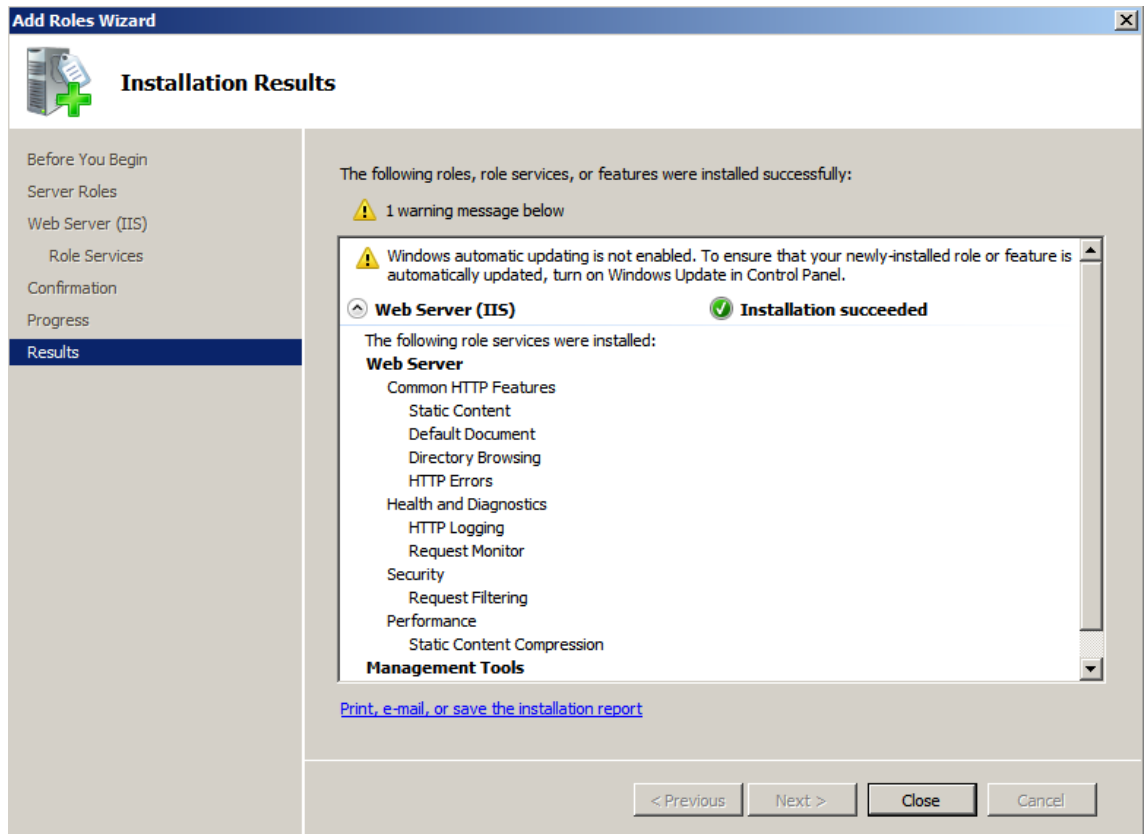 Add Roles Wizard
Installation Results
Before You Begin
Server Roles
Web Server (IIS)
Role Services
Confirmation
Progress
Results
The following roles, role services, or features were installed successfully:
1 warning message below
Windows automatic updating is not enabled. To ensure that your newly-installed role or feature is
automatically updated, turn on Windows Update in Control Panel.
Web Server (IIS) Installation succeeded
The following role services were installed:
Web Server
Common HTTP Features
Static Content
Default Document
Directory Browsing
HTTP Errors
Health and Diagnostics
HTTP Logging
Request Monitor
Security
Request Filtering
Performance
Static Content Compression
Management Tools
Print, e-mail, or save the installation report
< Previous Next > Close Cancel